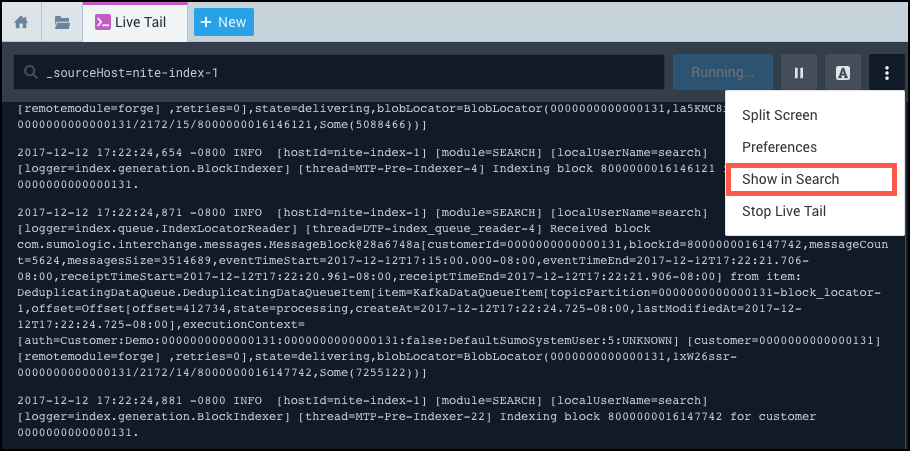 Live Tail
+ New
_sourceHost=nite-index-1
Running...
A
Split Screen
Preferences
Show in Search
Stop Live Tail
[remotemodule=forge] ,retries=0],state=delivering,blobLocator=BlobLocator(0000000000000131,la5KMC8
0000000000000131/2172/15/8000000016146121,Some(5088466))]
2017-12-12 17:22:24,654 -0800 INFO [hostId=nite-index-1] [module=SEARCH] [localUserName=search]
[logger=index.generation.BlockIndexer] [thread=MTP-Pre-Indexer-4] Indexing block 8000000016146121
0000000000000131.
2017-12-12 17:22:24,871 -0800 INFO [hostId=nite-index-1] [module=SEARCH] [localUserName=search]
[logger=index.queue.IndexLocatorReader] [thread=DTP-index_queue_reader-4] Received block
com.sumologic.interchange.messages.MessageBlock@28a6748a[customerId=0000000000000131,blockId=8000000016147742,messageCoun
t=5624,messagesSize=3514689,eventTimeStart=2017-12-12T17:15:00.000-08:00,eventTimeEnd=2017-12-12T17:22:21.706-
08:00,receiptTimeStart=2017-12-12T17:22:20.961-08:00,receiptTimeEnd=2017-12-12T17:22:21.906-08:00] from item:
DeduplicatingDataQueue.DeduplicatingDataQueueItem[item=KafkaDataQueueItem[topicPartition=0000000000000131-block_locator-
1,offset=Offset[offset=412734,state=processing,createAt=2017-12-12T17:22:24.725-08:00,lastModifiedAt=2017-12-
12T17:22:24.725-08:00],executionContext=
[auth=Customer:Demo:0000000000000131:0000000000000131:false:DefaultSumoSystemUser:5:UNKNOWN] [customer=0000000000000131]
[remotemodule=forge] ,retries=0],state=delivering,blobLocator=BlobLocator(0000000000000131,1xW26ssr-
0000000000000131/2172/14/8000000016147742,Some(7255122))]
2017-12-12 17:22:24,881 -0800 INFO [hostId=nite-index-1] [module=SEARCH] [localUserName=search]
[logger=index.generation.BlockIndexer] [thread=MTP-Pre-Indexer-22] Indexing block 8000000016147742 for customer
0000000000000131.